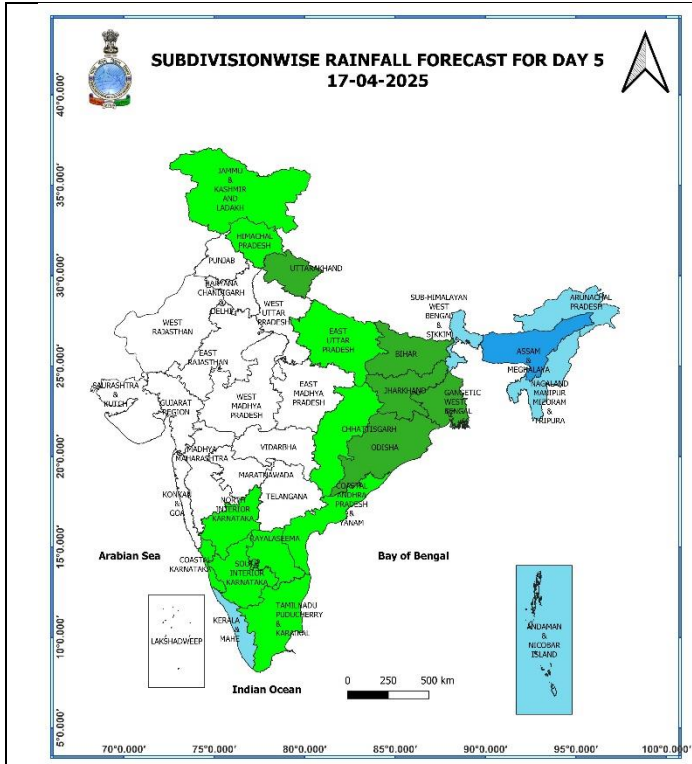 SUBDIVISIONWISE RAINFALL FORECAST FOR DAY 5
17-04-2025
40°0.000'
35°0.000'
30°0.000'
25°0.000'
20°0.000'
15°0.000'
10°0.000'
5°0.000'
JAMMU
&
KASHMIR
AND
LADAKH
HIMACHAL
PRADESH
PUNJAB
UTTARAKHAND
HARYANA
CHANDIGARH
&
DELHI
WEST
UTTAR
PRADESH
SUB-HIMALAYAN
WEST
BENGAL
&
SIKKIM
ARUNACHAL
PRADESH
WEST
RAJASTHAN
EAST
RAJASTHAN
EAST
UTTAR
PRADESH
BIHAR
ASSAM
&
MEGHALAYA
NAGALAND
MANIPUR
MIZORAM
&
TRIPURA
SAURASHTRA
&
KUTCH
GUJARAT
REGION
WEST
MADHYA
PRADESH
EAST
MADHYA
PRADESH
JHARKHAND
GANGETIC
WEST
BENGAL
CHHATTISGARH
ODISHA
MADHYA
MAHARASHTRA
VIDARBHA
MARATHWADA
TELANGANA
KONKAN
&
GOA
NORTH
INTERIOR
KARNATAKA
COASTAL
ANDHRA
PRADESH
&
YANAM
RAYALASEEMA
Arabian Sea
Bay of Bengal
COASTAL
KARNATAKA
SOUTH
INTERIOR
KARNATAKA
TAMILNADU
PUDUCHERRY
&
KARAIKAL
KERALA
&
MAHE
LAKSHADWEEP
ANDAMAN
&
NICOBAR
ISLAND
Indian Ocean
0 250 500 km
70°0.000' 75°0.000' 80°0.000' 85°0.000' 90°0.000' 95°0.000' 100°0.000'